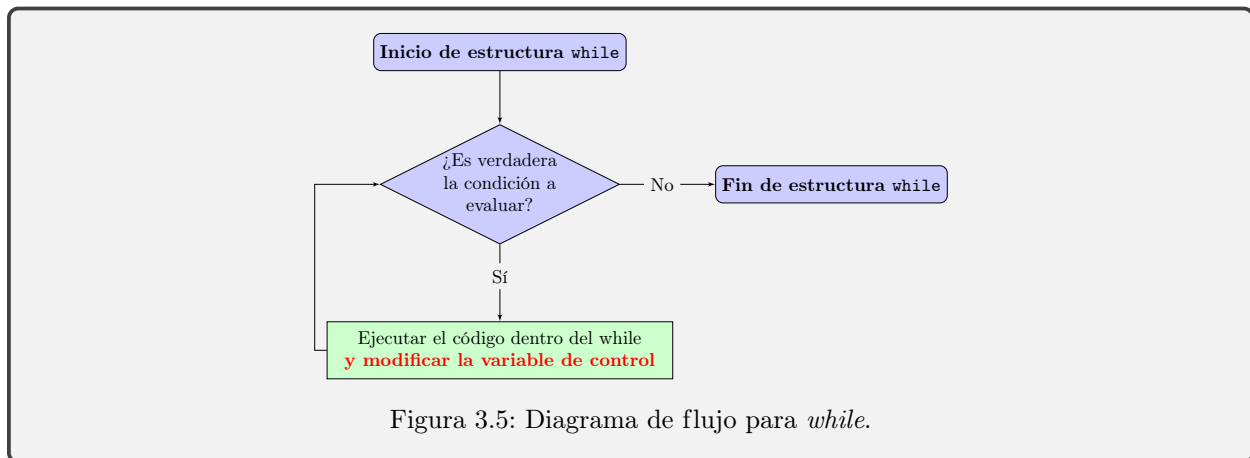 Inicio de estructura while
¿Es verdadera
la condición a
evaluar?
No
Fin de estructura while
Sí
Ejecutar el código dentro del while
y modificar la variable de control
Figura 3.5: Diagrama de flujo para while.